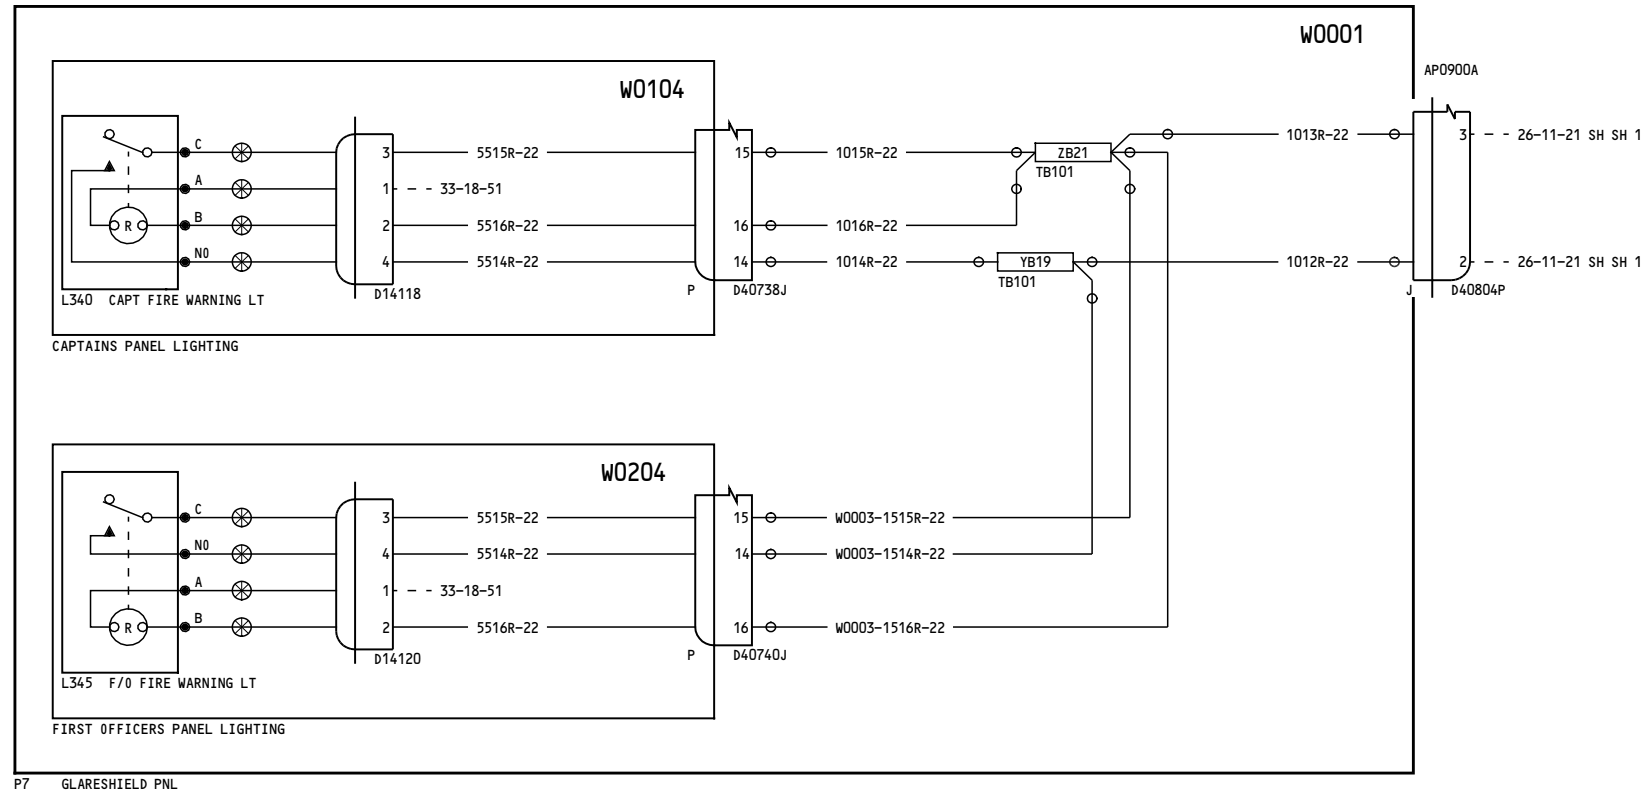 W0001
AP0900A
W0104
C
3
5515R-22
15
1015R-22
ZB21
TB101
1013R-22
3
26-11-21 SH SH 1
A
1
33-18-51
R
B
2
5516R-22
16
1016R-22
NO
4
5514R-22
14
1014R-22
YB19
TB101
1012R-22
2
26-11-21 SH SH 1
L340 CAPT FIRE WARNING LT
D14118
P
D40738J
J
D40804P
CAPTAINS PANEL LIGHTING
W0204
C
3
5515R-22
15
W0003-1515R-22
NO
4
5514R-22
14
W0003-1514R-22
A
1
33-18-51
R
B
2
5516R-22
16
W0003-1516R-22
L345 F/O FIRE WARNING LT
D14120
P
D40740J
FIRST OFFICERS PANEL LIGHTING
P7 GLARESHIELD PNL